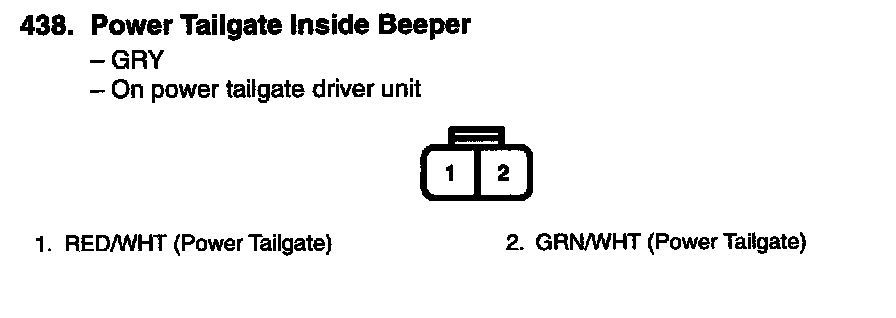 438. Power Tailgate Inside Beeper
– GRY
– On power tailgate driver unit
1 2
1. RED/WHT (Power Tailgate) 2. GRN/WHT (Power Tailgate)